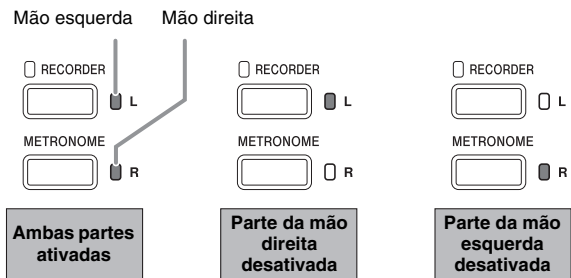 Mão esquerda Mão direita
RECORDER RECORDER RECORDER
L L L
METRONOME METRONOME METRONOME
R R R
Ambas partes
ativadas
Parte da mão
direita
desativada
Parte da mão
esquerda
desativada